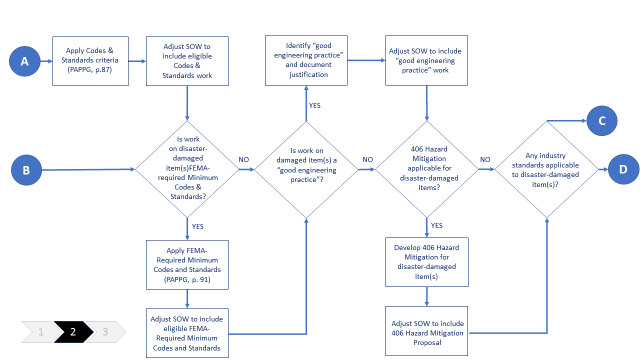 A
Apply Codes &
Standards criteria
(PAPPG, p.87)
Adjust SOW to
include eligible
Codes &
Standards work
Identify “good
engineering practice”
and document
justification
Adjust SOW to include
“good engineering
practice” work
C
YES
B
Is work
on disaster-
damaged
item(s)FEMA-
required Minimum
Codes &
Standards?
NO
Is work on
damaged item(s) a
“good engineering
practice”?
NO
406 Hazard
Mitigation
applicable for
disaster-damaged
Items?
NO
Any industry
standards applicable
to disaster-damaged
item(s)?
D
YES
YES
Apply FEMA-
Required Minimum
Codes and Standards
(PAPPG, p. 91)
Develop 406 Hazard
Mitigation for
disaster-damaged
item(s)
Adjust SOW to include
eligible FEMA-
Required Minimum
Codes and Standards
Adjust SOW to include
406 Hazard Mitigation
Proposal
1
2
3